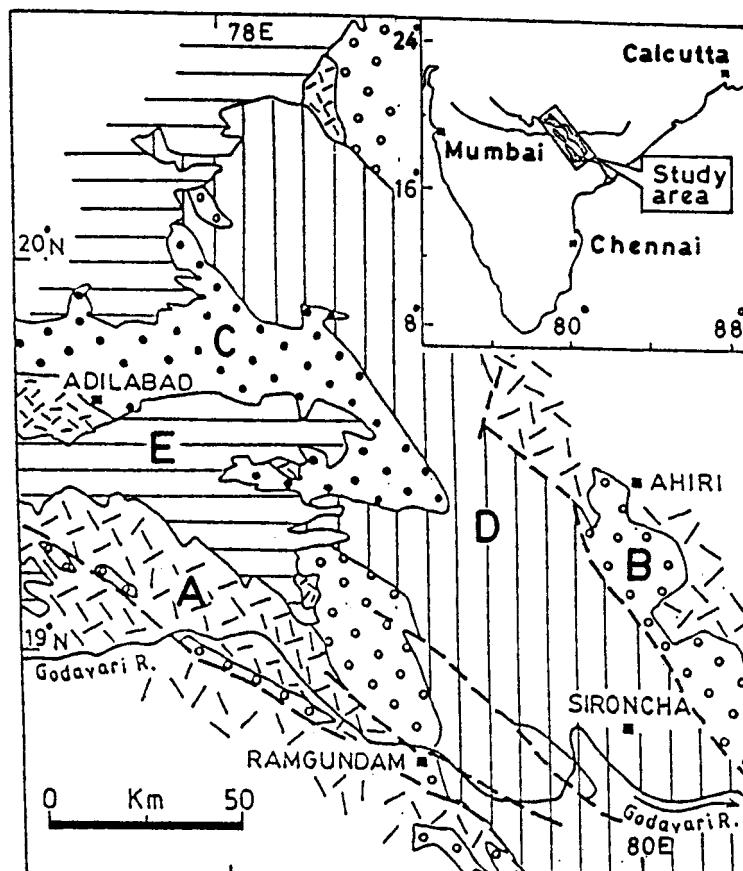 78E
24°
Calcutta
Mumbai
16°
Study
area
20°N
Chennai
8°
80°
88
C
ADILABAD
E
AHIRI
D
B
A
19°N
Godavari R.
SIRONCHA
RAMGUNDAM
0 Km 50
Godavari R.
80E